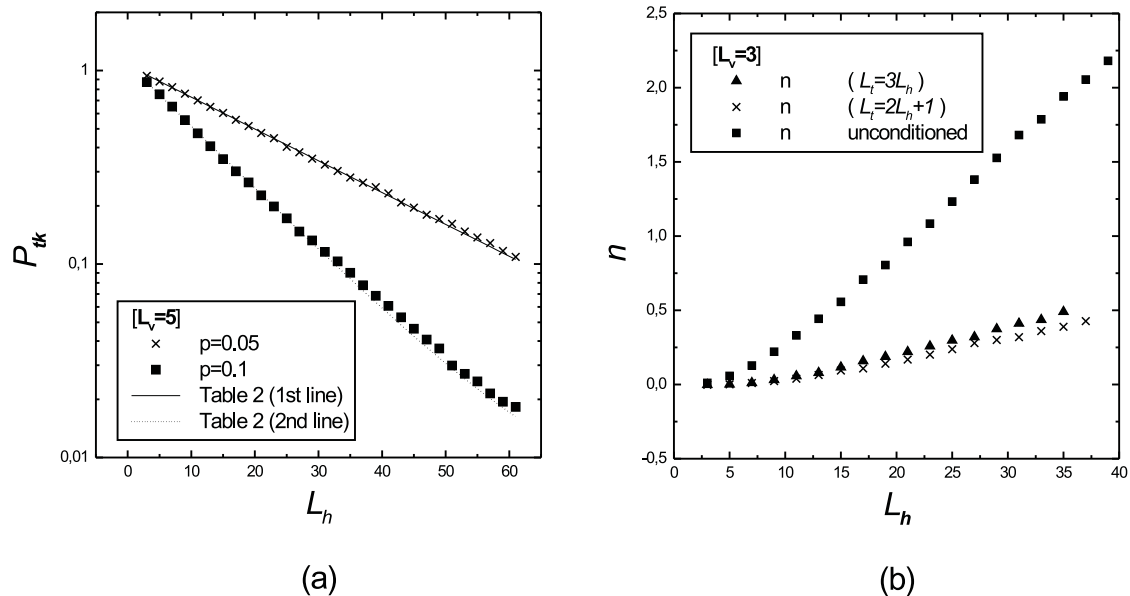 1
0,1
0,01
P_tk
[L_v=5]
× p=0.05
■ p=0.1
Table 2 (1st line)
Table 2 (2nd line)
0 10 20 30 40 50 60
L_h
(a)
2,5
2,0
1,5
1,0
0,5
0,0
-0,5
n
[L_v=3]
▲ n ( L_t=3L_h )
× n ( L_t=2L_h+1 )
■ n unconditioned
0 5 10 15 20 25 30 35 40
L_h
(b)